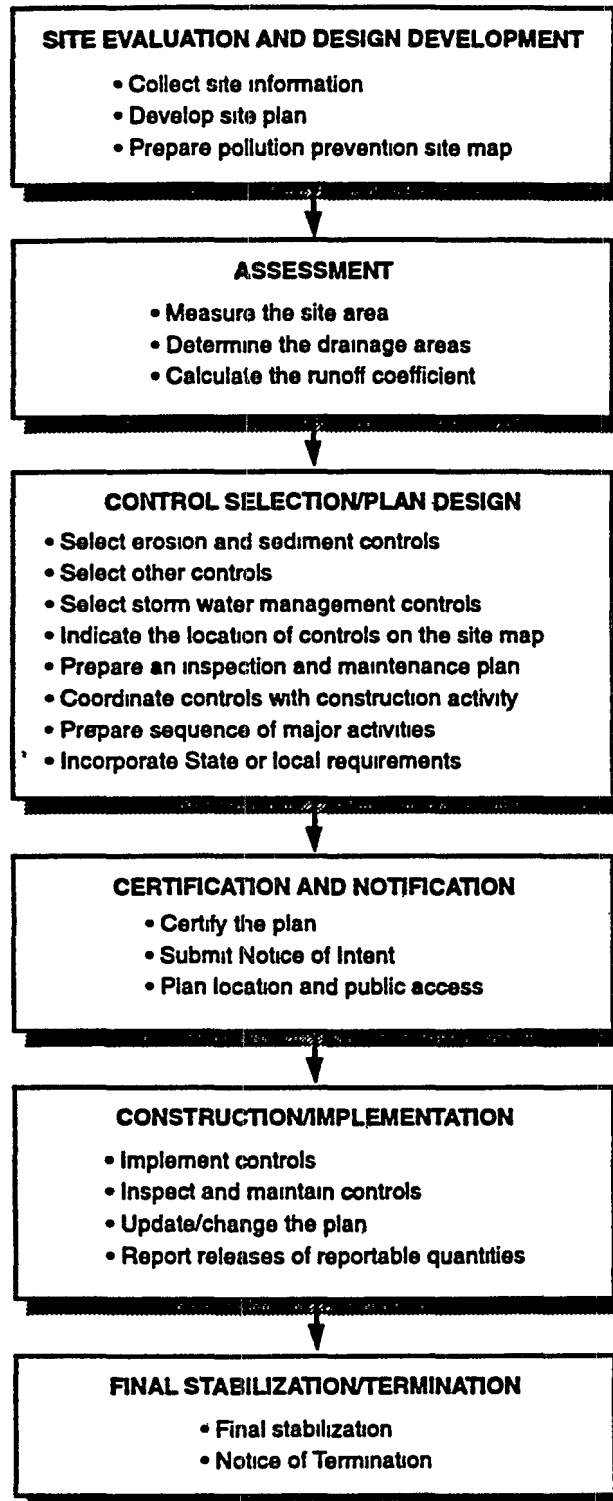 SITE EVALUATION AND DESIGN DEVELOPMENT
• Collect site information
• Develop site plan
• Prepare pollution prevention site map
ASSESSMENT
• Measure the site area
• Determine the drainage areas
• Calculate the runoff coefficient
CONTROL SELECTION/PLAN DESIGN
• Select erosion and sediment controls
• Select other controls
• Select storm water management controls
• Indicate the location of controls on the site map
• Prepare an inspection and maintenance plan
• Coordinate controls with construction activity
• Prepare sequence of major activities
• Incorporate State or local requirements
CERTIFICATION AND NOTIFICATION
• Certify the plan
• Submit Notice of Intent
• Plan location and public access
CONSTRUCTION/IMPLEMENTATION
• Implement controls
• Inspect and maintain controls
• Update/change the plan
• Report releases of reportable quantities
FINAL STABILIZATION/TERMINATION
• Final stabilization
• Notice of Termination